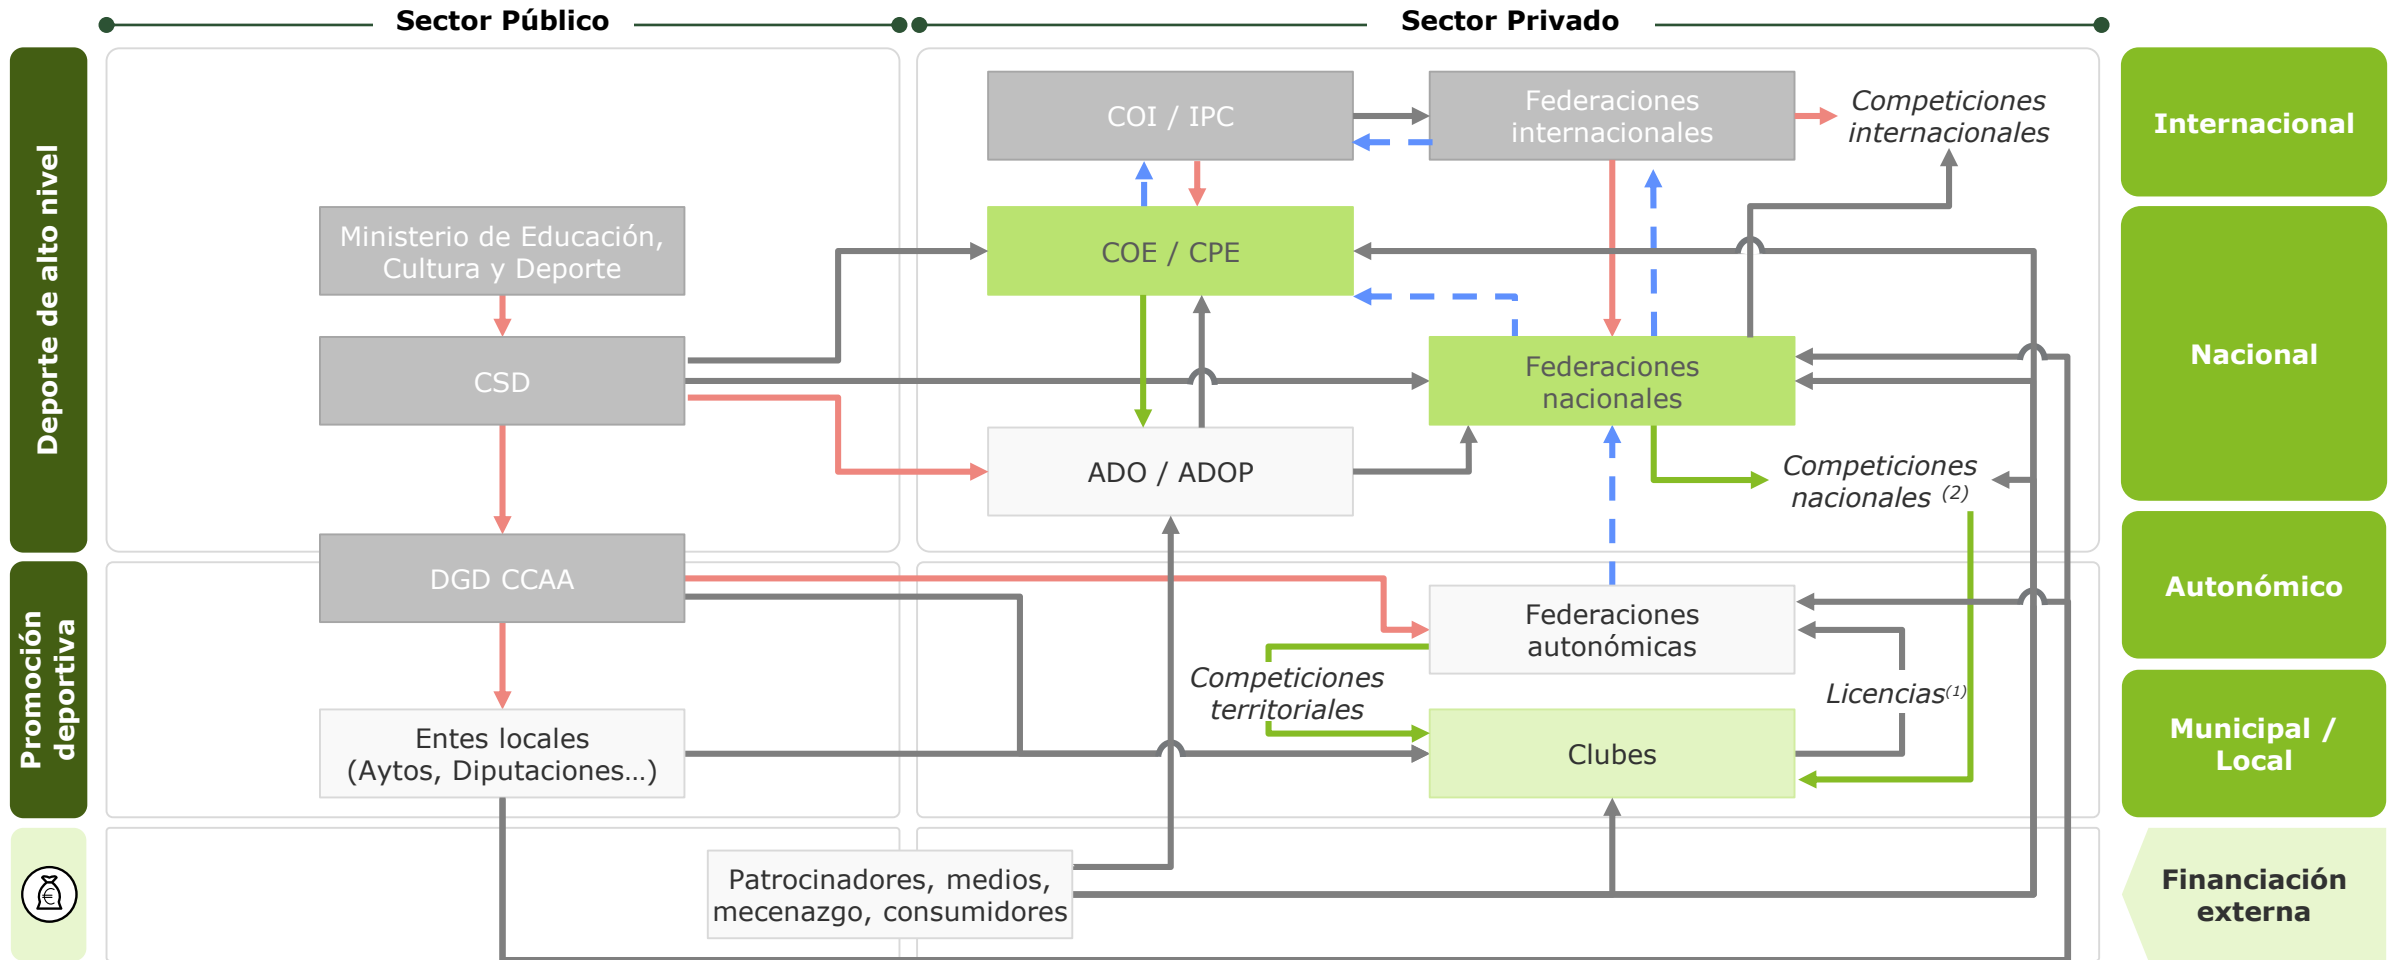 Sector Público
Sector Privado
Deporte de alto nivel
COI / IPC
Federaciones
internacionales
Competiciones
internacionales
Internacional
Ministerio de Educación,
Cultura y Deporte
COE / CPE
CSD
Federaciones
nacionales
Nacional
ADO / ADOP
Competiciones
nacionales (2)
DGD CCAA
Federaciones
autonómicas
Autonómico
Promoción
deportiva
Competiciones
territoriales
Licencias(1)
Entes locales
(Aytos, Diputaciones…)
Clubes
Municipal /
Local
€
Patrocinadores, medios,
mecenazgo, consumidores
Financiación
externa